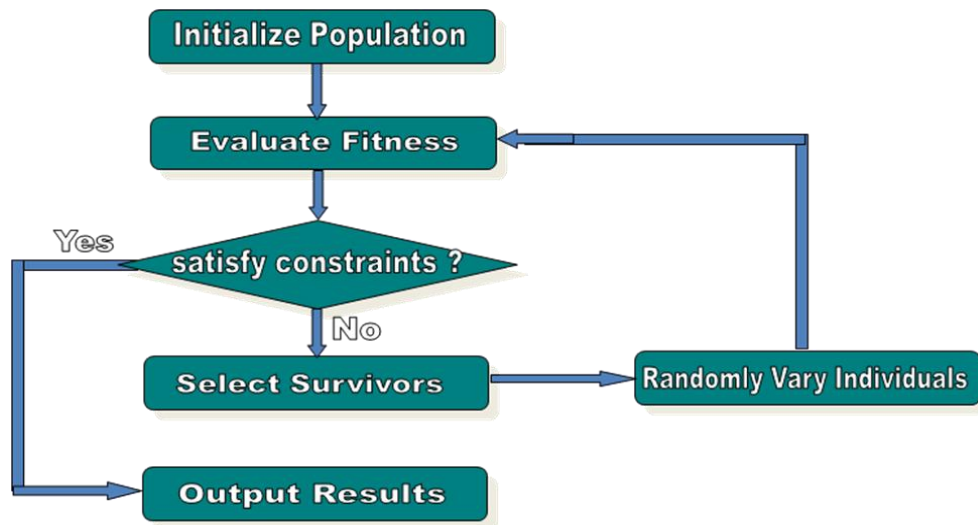 Initialize Population
Evaluate Fitness
Yes
satisfy constraints ?
No
Select Survivors
Randomly Vary Individuals
Output Results